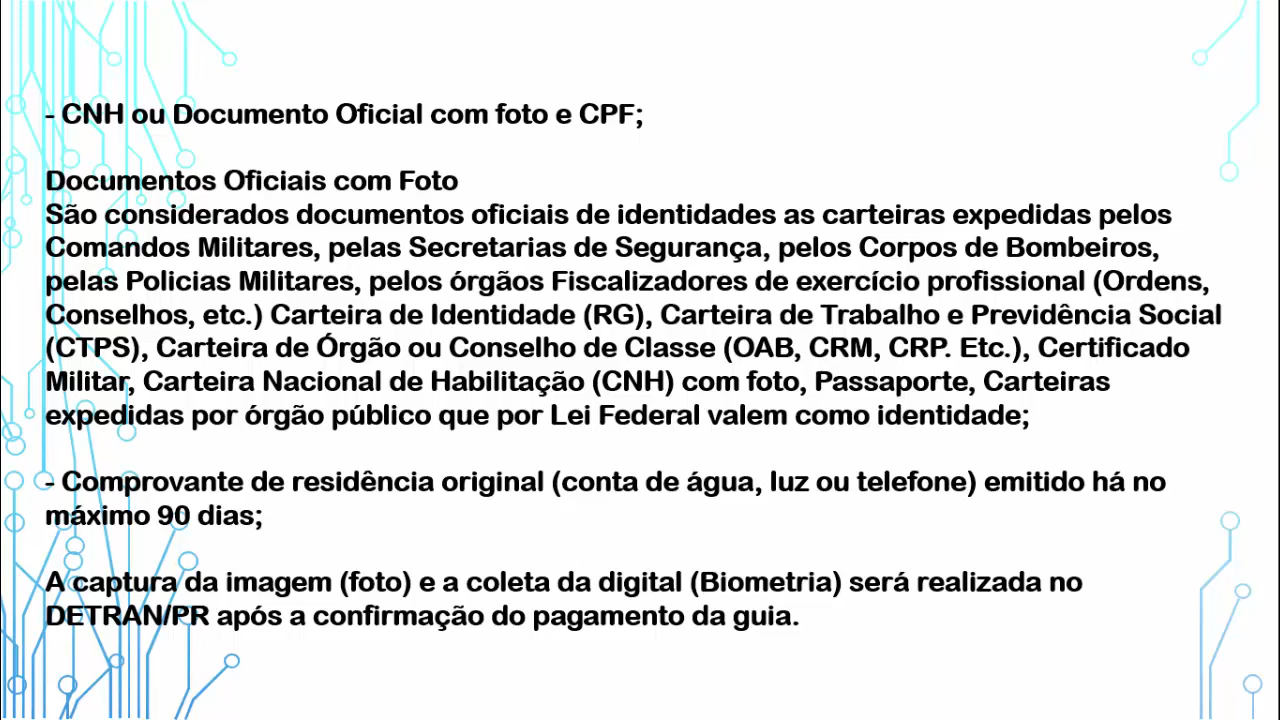 - CNH ou Documento Oficial com foto e CPF;
Documentos Oficiais com Foto
São considerados documentos oficiais de identidades as carteiras expedidas pelos
Comandos Militares, pelas Secretarias de Segurança, pelos Corpos de Bombeiros,
pelas Policias Militares, pelos órgãos Fiscalizadores de exercício profissional (Ordens,
Conselhos, etc.) Carteira de Identidade (RG), Carteira de Trabalho e Previdência Social
(CTPS), Carteira de Órgão ou Conselho de Classe (OAB, CRM, CRP. Etc.), Certificado
Militar, Carteira Nacional de Habilitação (CNH) com foto, Passaporte, Carteiras
expedidas por órgão público que por Lei Federal valem como identidade;
- Comprovante de residência original (conta de água, luz ou telefone) emitido há no
máximo 90 dias;
A captura da imagem (foto) e a coleta da digital (Biometria) será realizada no
DETRAN/PR após a confirmação do pagamento da guia.